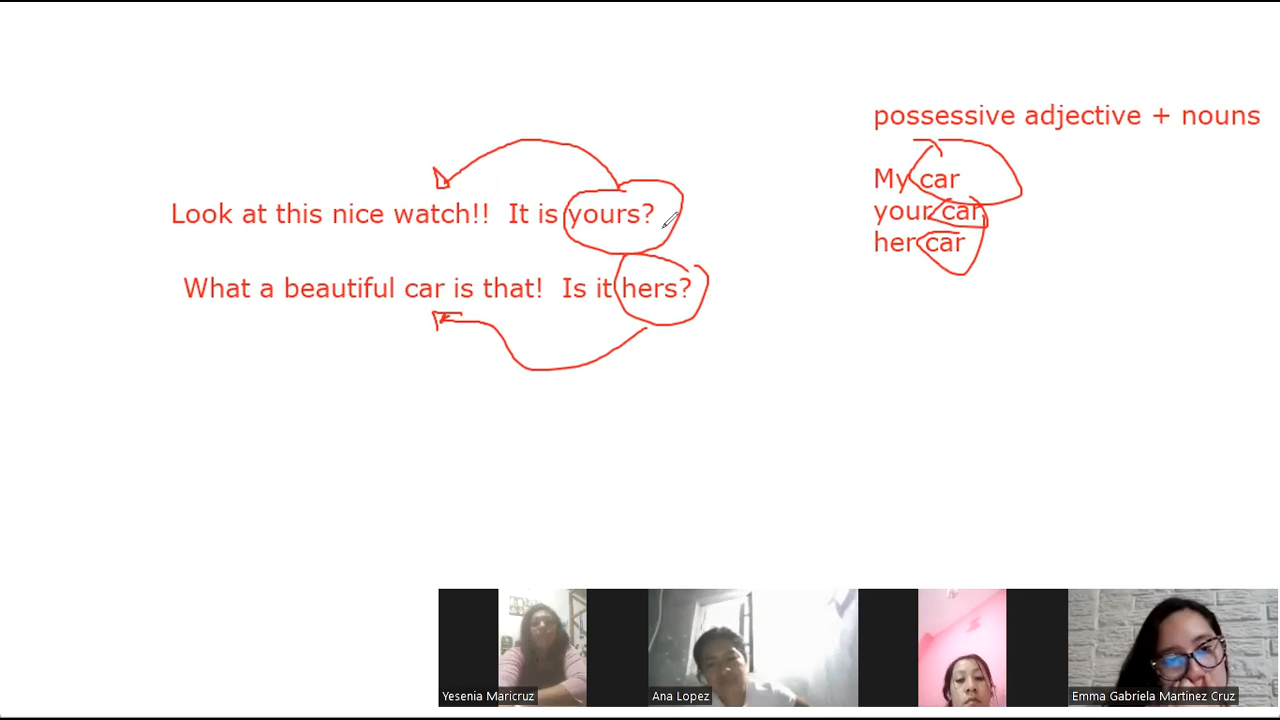 possessive adjective + nouns
My car
your car
her car
Look at this nice watch!! It is yours?
What a beautiful car is that! Is it hers?
Yesenia Maricruz
Ana Lopez
Emma Gabriela Martínez Cruz